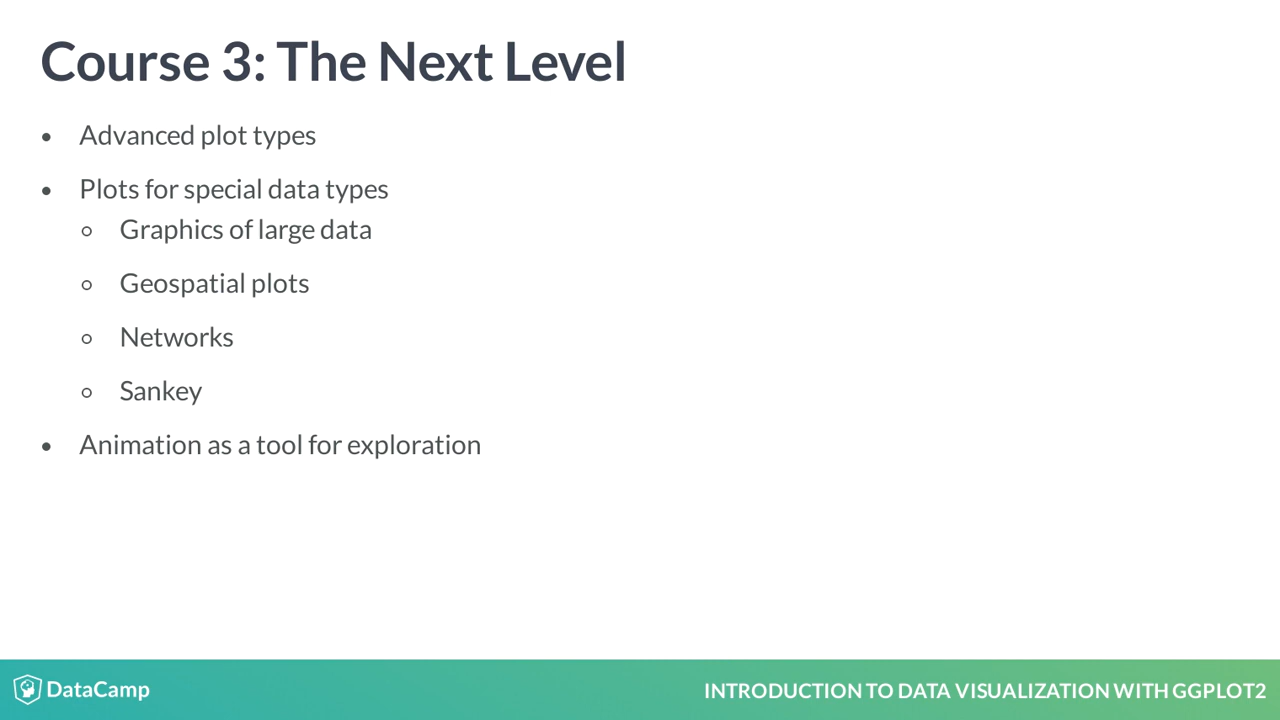 Course 3: The Next Level
• Advanced plot types
• Plots for special data types
◦ Graphics of large data
◦ Geospatial plots
◦ Networks
◦ Sankey
• Animation as a tool for exploration
DataCamp
INTRODUCTION TO DATA VISUALIZATION WITH GGPLOT2